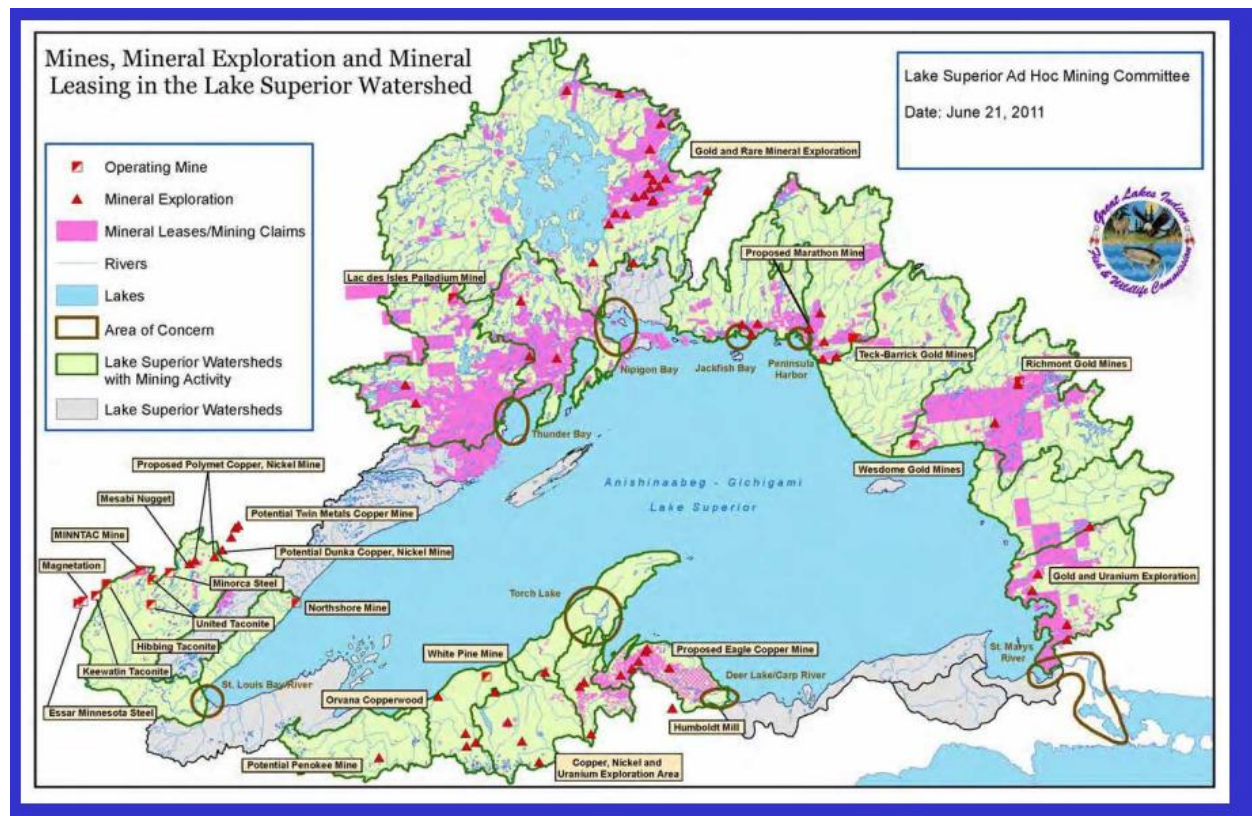 Mines, Mineral Exploration and Mineral
Leasing in the Lake Superior Watershed
Lake Superior Ad Hoc Mining Committee
Date: June 21, 2011
Great Lakes Indian
Fish & Wildlife Commission
Operating Mine
Mineral Exploration
Mineral Leases/Mining Claims
Rivers
Lakes
Area of Concern
Lake Superior Watersheds
with Mining Activity
Lake Superior Watersheds
Gold and Rare Mineral Exploration
Proposed Marathon Mine
Lac des Isles Palladium Mine
Teck-Barrick Gold Mines
Richmont Gold Mines
Nipigon Bay
Jackfish Bay
Peninsula
Harbor
Thunder Bay
Wesdome Gold Mines
Anishinaabeg - Gichigami
Lake Superior
Proposed Polymet Copper, Nickel Mine
Mesabi Nugget
Potential Twin Metals Copper Mine
MINNTAC Mine
Potential Dunka Copper, Nickel Mine
Magnetation
Minorca Steel
Northshore Mine
United Taconite
Hibbing Taconite
Keewatin Taconite
Essar Minnesota Steel
St. Louis Bay/River
Torch Lake
Gold and Uranium Exploration
White Pine Mine
Proposed Eagle Copper Mine
St. Marys
River
Deer Lake/Carp River
Orvana Copperwood
Humboldt Mill
Potential Penokee Mine
Copper, Nickel and
Uranium Exploration Area